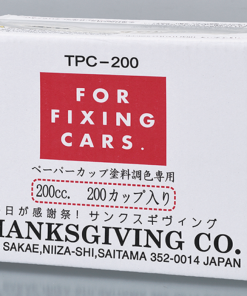 TPC-200
FOR
FIXING
CARS.
ペーパーカップ塗料調色専用
200cc. 200カップ入り
日が感謝祭! サンクスギヴィング
HANKSGIVING CO.
SAKAE,NIIZA-SHI,SAITAMA 352-0014 JAPAN